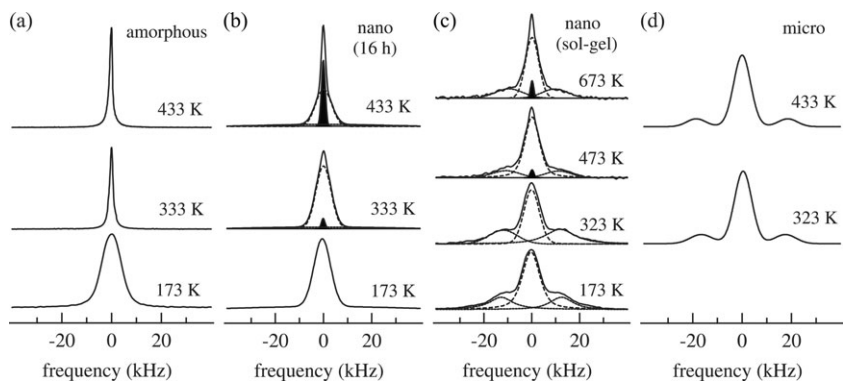 (a)
amorphous
433 K
333 K
173 K
-20 0 20
frequency (kHz)
(b)
nano
(16 h)
433 K
333 K
173 K
-20 0 20
frequency (kHz)
(c)
nano
(sol-gel)
673 K
473 K
323 K
173 K
-20 0 20
frequency (kHz)
(d)
micro
433 K
323 K
-20 0 20
frequency (kHz)